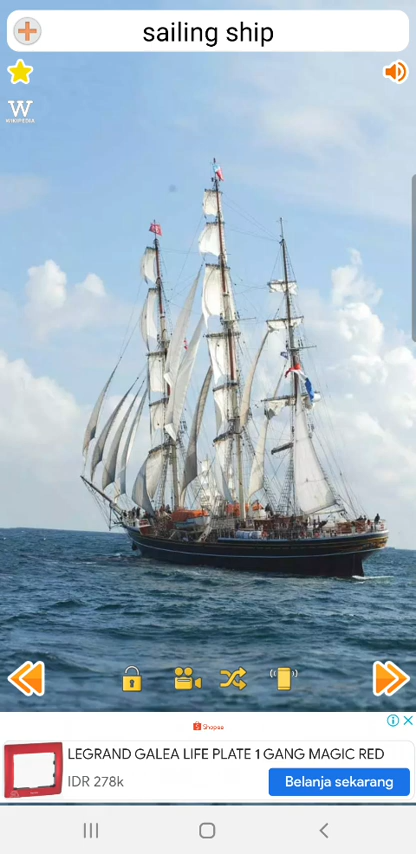 sailing ship
W
WIKIPEDIA
Shopee
LEGRAND GALEA LIFE PLATE 1 GANG MAGIC RED
IDR 278k
Belanja sekarang